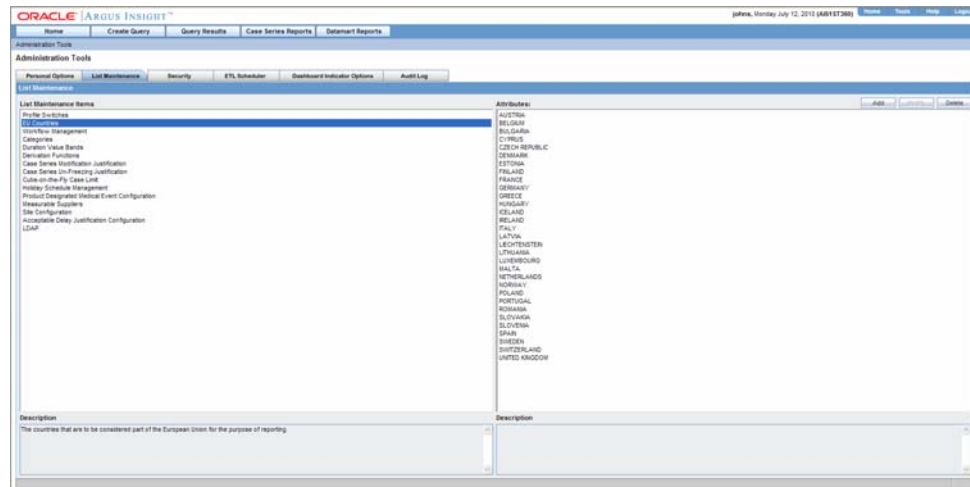 ORACLE | ARGUS INSIGHT™
johns, Monday July 12, 2010 (AI51ST360) Home Tools Help Logout
Home Create Query Query Results Case Series Reports Datamart Reports
Administration Tools
Administration Tools
Personal Options List Maintenance Security ETL Scheduler Dashboard Indicator Options Audit Log
List Maintenance
List Maintenance Items
Profile Switches
EU Countries
Workflow Management
Categories
Duration Value Bands
Derivation Functions
Case Series Modification Justification
Case Series Un-Freezing Justification
Cube-on-the-Fly Case Limit
Holiday Schedule Management
Product Designated Medical Event Configuration
Measurable Suppliers
Site Configuration
Acceptable Delay Justification Configuration
LDAP
Attributes:
Add Modify Delete
AUSTRIA
BELGIUM
BULGARIA
CYPRUS
CZECH REPUBLIC
DENMARK
ESTONIA
FINLAND
FRANCE
GERMANY
GREECE
HUNGARY
ICELAND
IRELAND
ITALY
LATVIA
LIECHTENSTEIN
LITHUANIA
LUXEMBOURG
MALTA
NETHERLANDS
NORWAY
POLAND
PORTUGAL
ROMANIA
SLOVAKIA
SLOVENIA
SPAIN
SWEDEN
SWITZERLAND
UNITED KINGDOM
Description
The countries that are to be considered part of the European Union for the purpose of reporting
Description